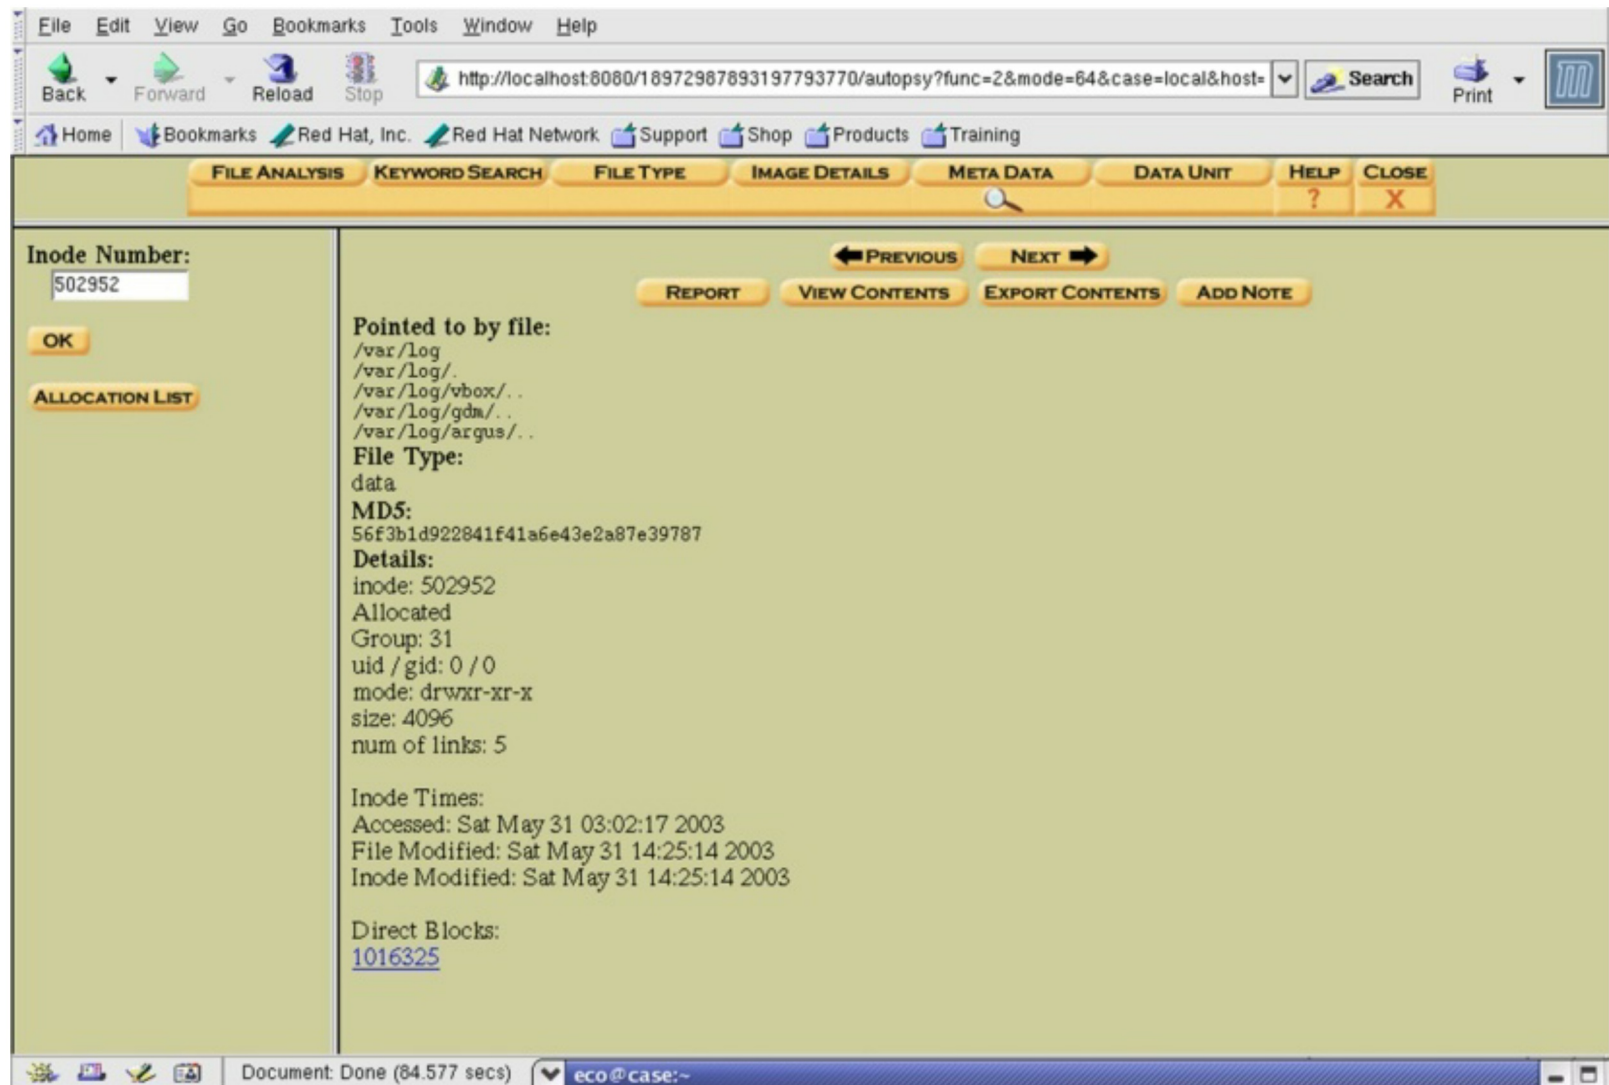 File Edit View Go Bookmarks Tools Window Help
Back Forward Reload Stop http://localhost:8080/18972987893197793770/autopsy?func=2&mode=64&case=local&host= Search Print
Home Bookmarks Red Hat, Inc. Red Hat Network Support Shop Products Training
FILE ANALYSIS KEYWORD SEARCH FILE TYPE IMAGE DETAILS META DATA DATA UNIT HELP CLOSE
? X
Inode Number:
502952
OK
ALLOCATION LIST
PREVIOUS NEXT
REPORT VIEW CONTENTS EXPORT CONTENTS ADD NOTE
Pointed to by file:
/var/log
/var/log/.
/var/log/vbox/..
/var/log/gdm/..
/var/log/argus/..
File Type:
data
MD5:
56f3b1d922841f41a6e43e2a87e39787
Details:
inode: 502952
Allocated
Group: 31
uid / gid: 0 / 0
mode: drwxr-xr-x
size: 4096
num of links: 5
Inode Times:
Accessed: Sat May 31 03:02:17 2003
File Modified: Sat May 31 14:25:14 2003
Inode Modified: Sat May 31 14:25:14 2003
Direct Blocks:
1016325
Document: Done (84.577 secs) eco@case:~